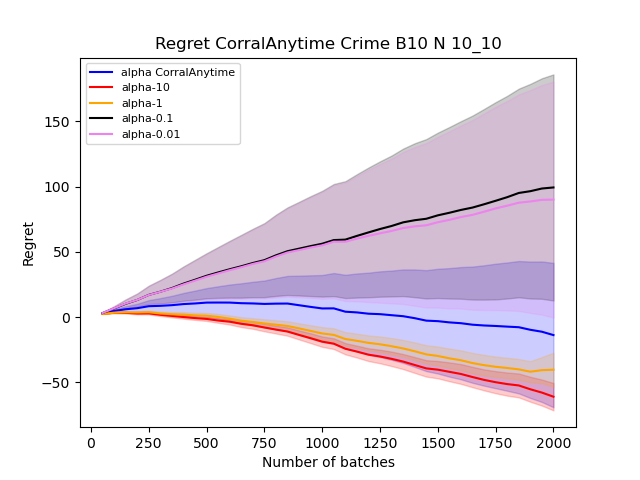 Regret CorralAnytime Crime B10 N 10_10
alpha CorralAnytime
alpha-10
alpha-1
alpha-0.1
alpha-0.01
Regret
150
100
50
0
−50
0 250 500 750 1000 1250 1500 1750 2000
Number of batches